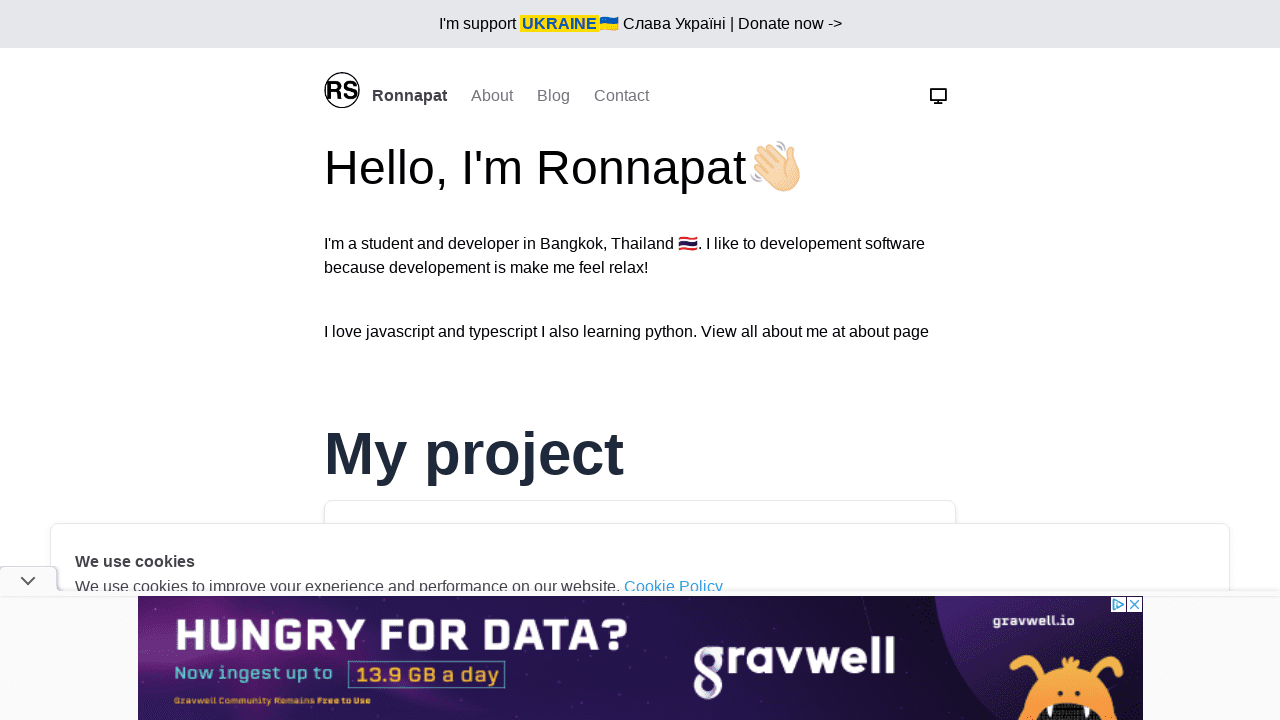 I'm support UKRAINE🇺🇦 Слава Україні | Donate now ->
RS Ronnapat About Blog Contact
Hello, I'm Ronnapat👋🏻
I'm a student and developer in Bangkok, Thailand 🇹🇭. I like to developement software
because developement is make me feel relax!
I love javascript and typescript I also learning python. View all about me at about page
My project
We use cookies
We use cookies to improve your experience and performance on our website. Cookie Policy
HUNGRY FOR DATA?
Now ingest up to 13.9 GB a day
Gravwell Community Remains Free to Use
gravwell
gravwell.io